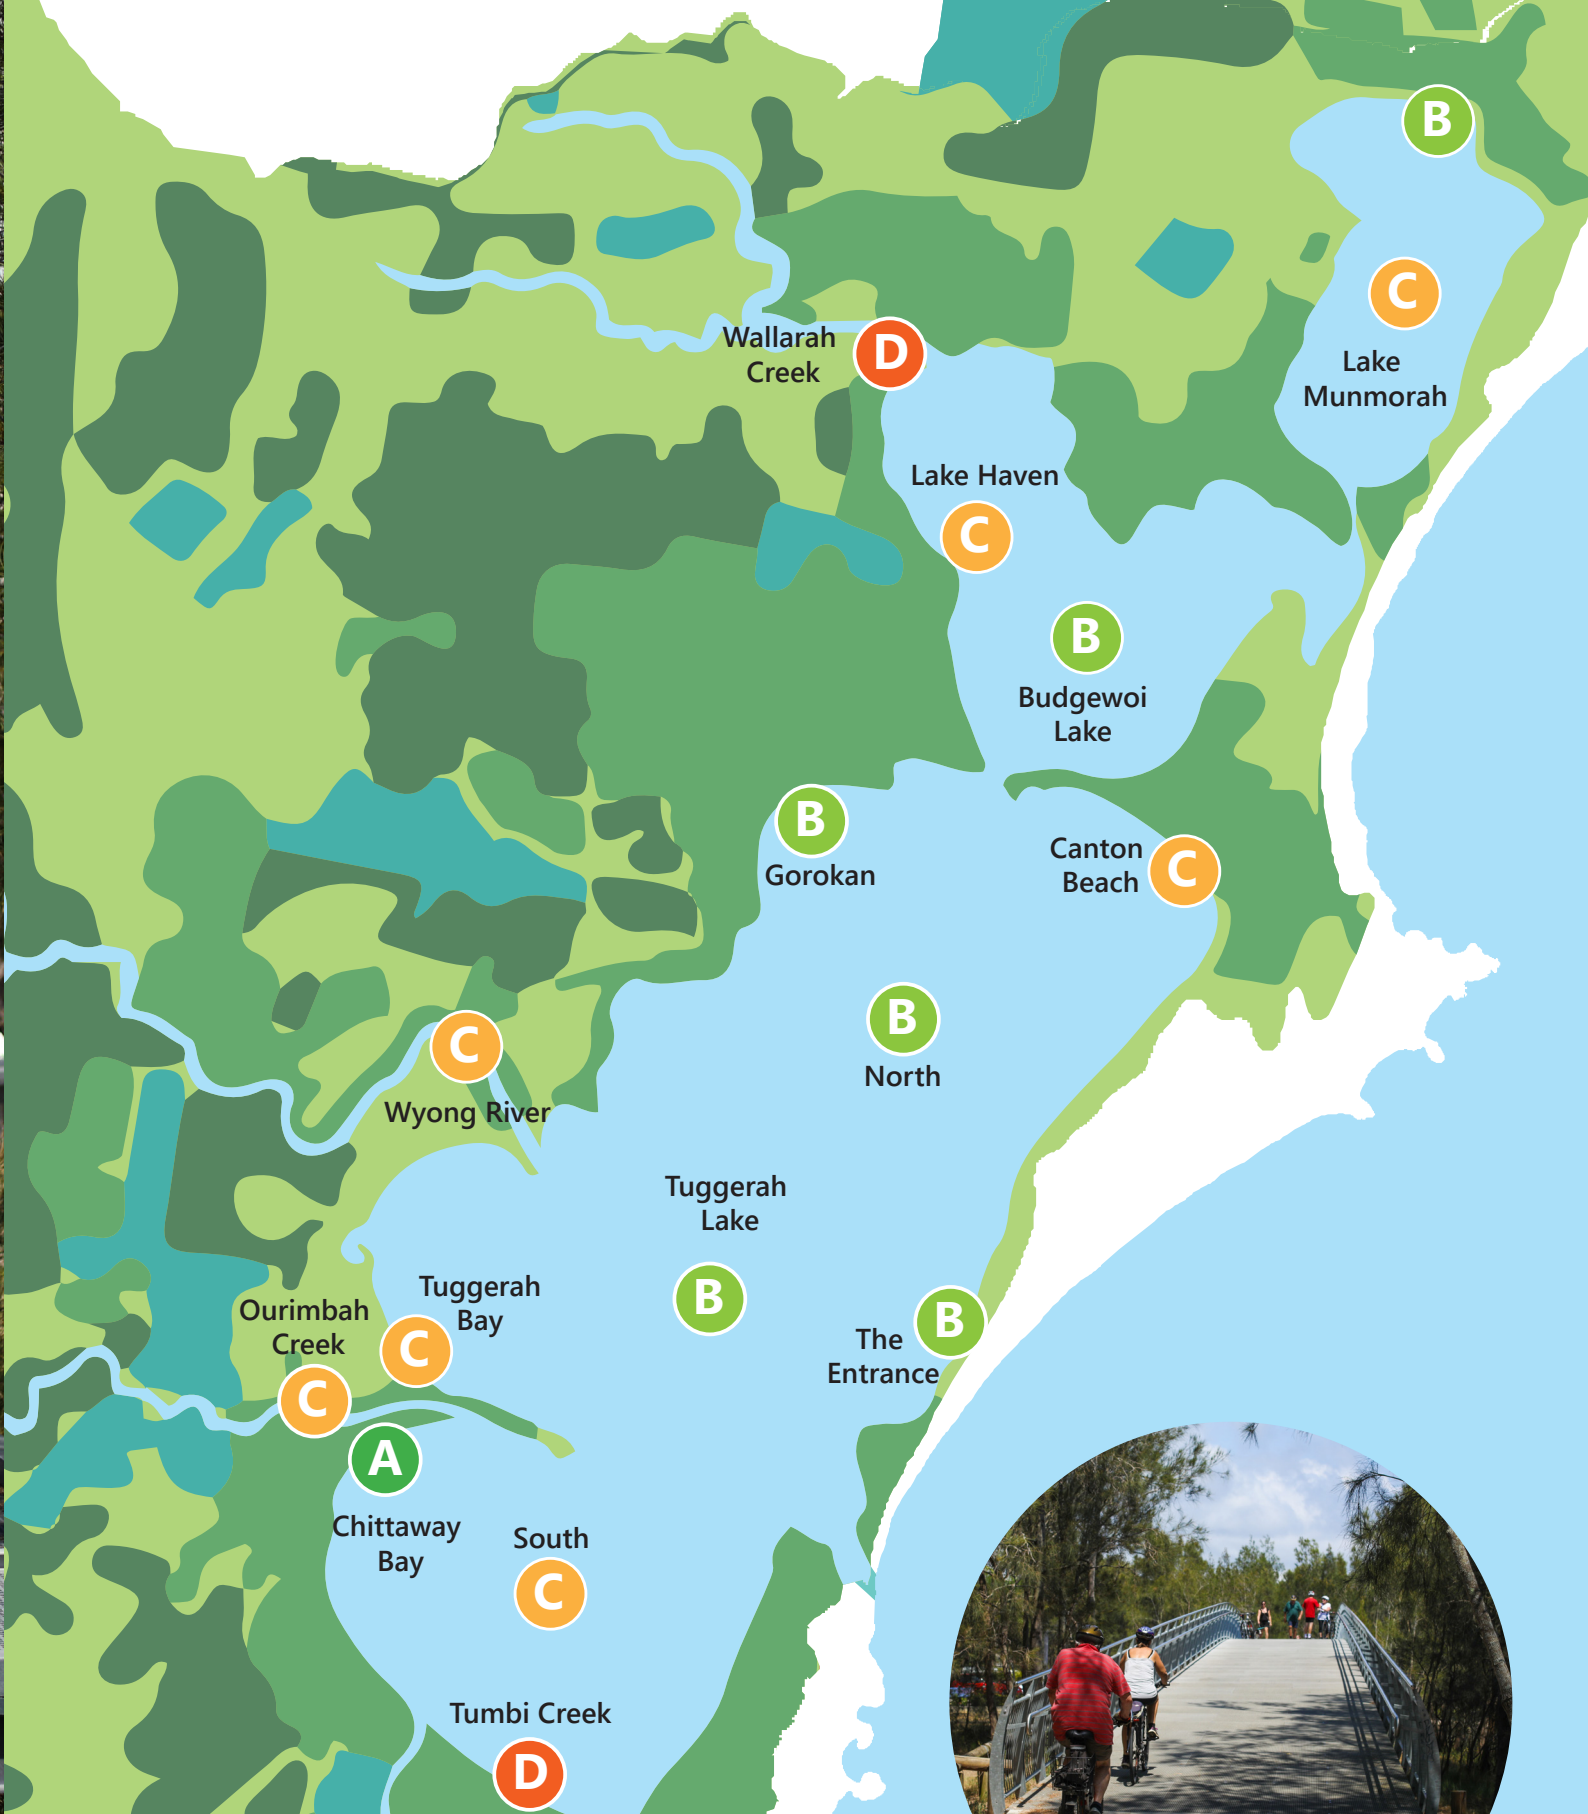 B
C
Lake
Munmorah
Wallarah
Creek
D
Lake Haven
C
B
Budgewoi
Lake
B
Gorokan
Canton
Beach
C
B
North
C
Wyong River
Tuggerah
Lake
B
Tuggerah
Bay
C
Ourimbah
Creek
C
B
The
Entrance
A
Chittaway
Bay
South
C
Tumbi Creek
D